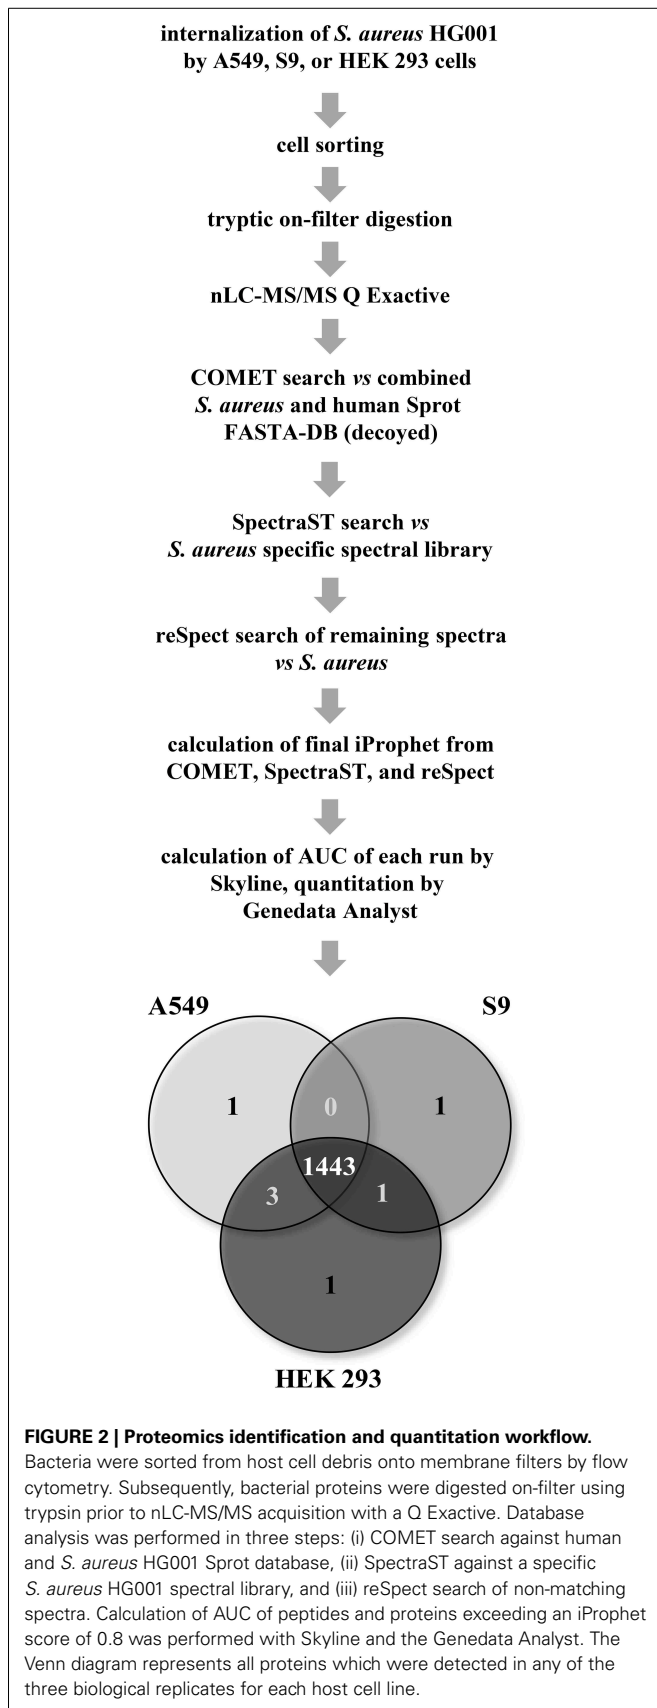 internalization of S. aureus HG001
by A549, S9, or HEK 293 cells
cell sorting
tryptic on-filter digestion
nLC-MS/MS Q Exactive
COMET search vs combined
S. aureus and human Sprot
FASTA-DB (decoyed)
SpectraST search vs
S. aureus specific spectral library
reSpect search of remaining spectra
vs S. aureus
calculation of final iProphet from
COMET, SpectraST, and reSpect
calculation of AUC of each run by
Skyline, quantitation by
Genedata Analyst
A549 S9
1 0 1
1443
3 1
1
HEK 293
FIGURE 2 | Proteomics identification and quantitation workflow.
Bacteria were sorted from host cell debris onto membrane filters by flow
cytometry. Subsequently, bacterial proteins were digested on-filter using
trypsin prior to nLC-MS/MS acquisition with a Q Exactive. Database
analysis was performed in three steps: (i) COMET search against human
and S. aureus HG001 Sprot database, (ii) SpectraST against a specific
S. aureus HG001 spectral library, and (iii) reSpect search of non-matching
spectra. Calculation of AUC of peptides and proteins exceeding an iProphet
score of 0.8 was performed with Skyline and the Genedata Analyst. The
Venn diagram represents all proteins which were detected in any of the
three biological replicates for each host cell line.